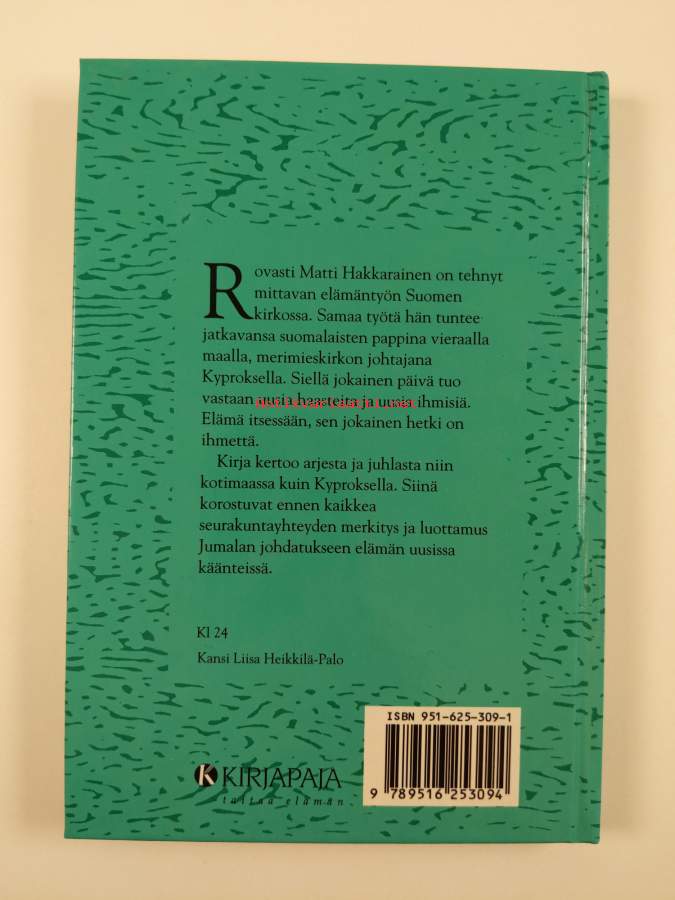 Rovasti Matti Hakkarainen on tehnyt
mittavan elämäntyön Suomen
kirkossa. Samaa työtä hän tuntee
jatkavansa suomalaisten pappina vieraalla
maalla, merimieskirkon johtajana
Kyproksella. Siellä jokainen päivä tuo
vastaan uusia haasteita ja uusia ihmisiä.
Elämä itsessään, sen jokainen hetki on
ihmettä.
Kirja kertoo arjesta ja juhlasta niin
kotimaassa kuin Kyproksella. Siinä
korostuvat ennen kaikkea
seurakuntayhteyden merkitys ja luottamus
Jumalan johdatukseen elämän uusissa
käänteissä.
Kl 24
Kansi Liisa Heikkilä-Palo
ISBN 951-625-309-1
KIRJAPAJA
taittaa elämän
9 789516 253094